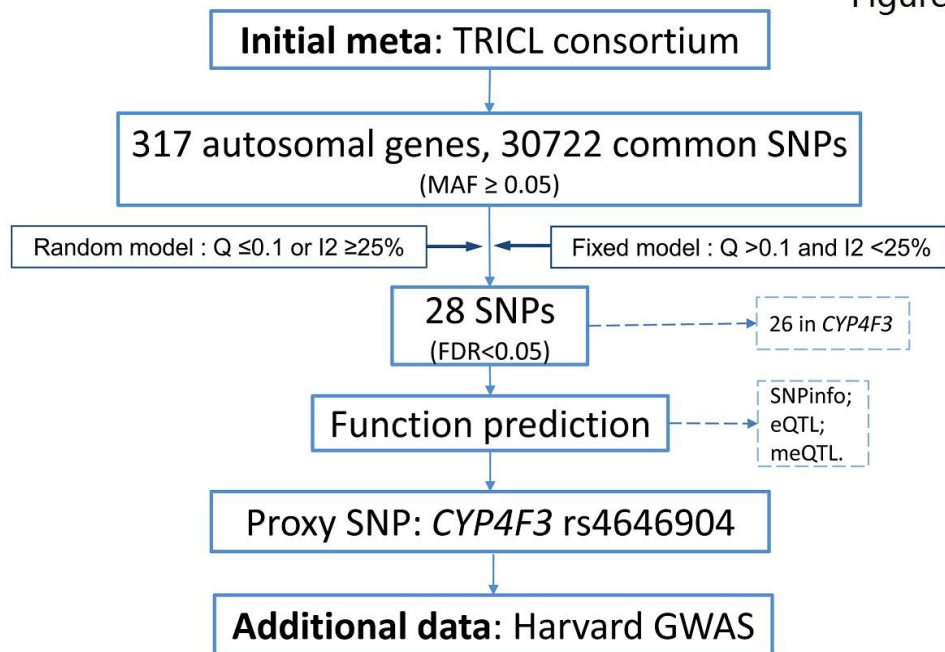 Figure
Initial meta: TRICL consortium
317 autosomal genes, 30722 common SNPs
(MAF ≥ 0.05)
Random model : Q ≤0.1 or I2 ≥25%
Fixed model : Q >0.1 and I2 <25%
28 SNPs
(FDR<0.05)
26 in CYP4F3
Function prediction
SNPinfo;
eQTL;
meQTL.
Proxy SNP: CYP4F3 rs4646904
Additional data: Harvard GWAS